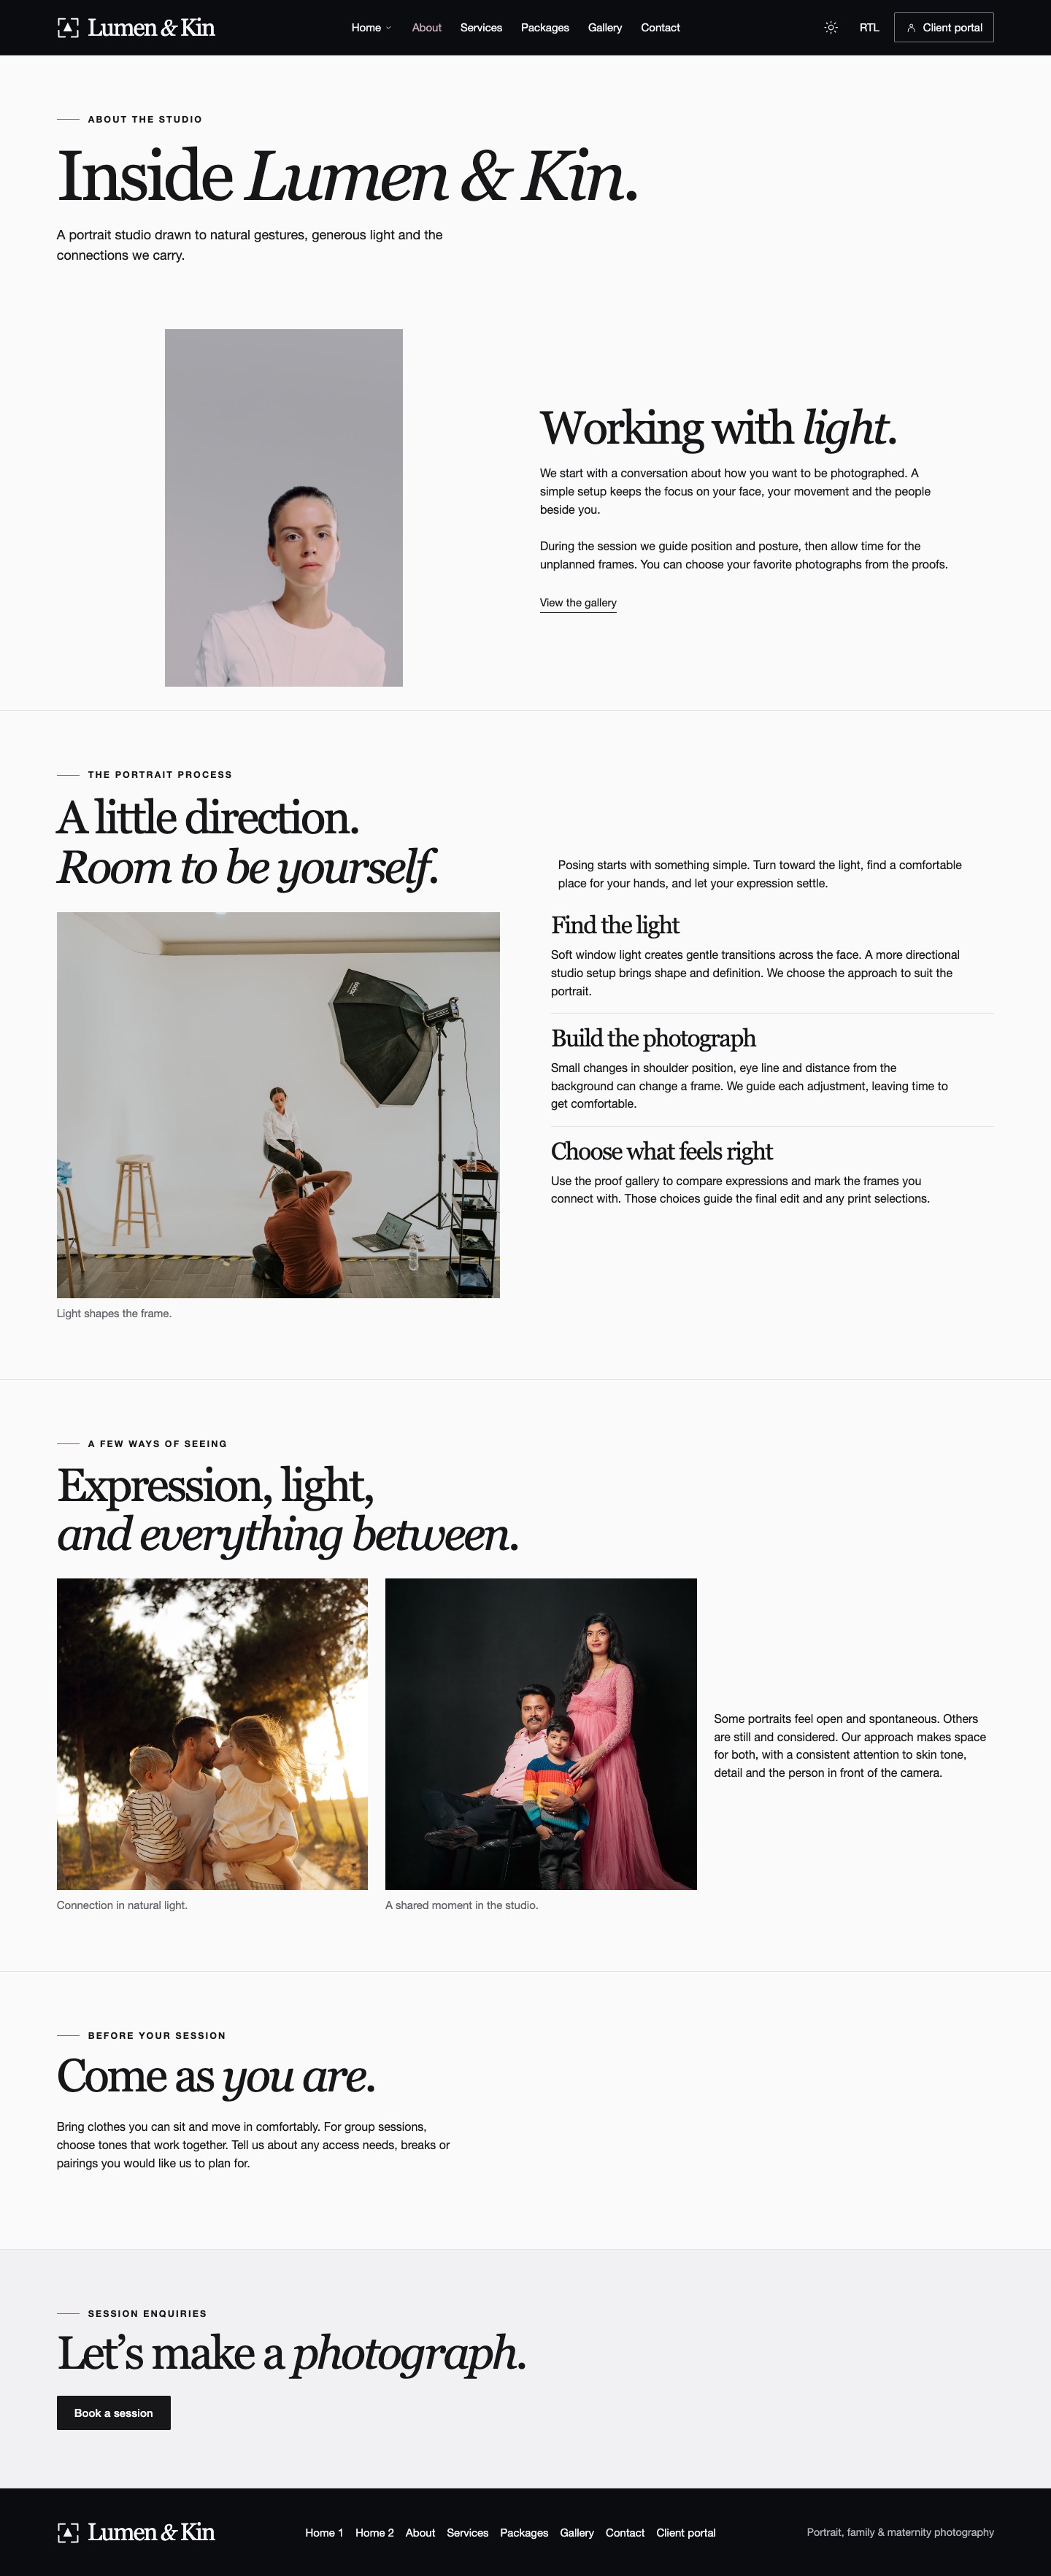 Lumen & Kin
Home
About
Services
Packages
Gallery
Contact
RTL
Client portal
ABOUT THE STUDIO
Inside Lumen & Kin.
A portrait studio drawn to natural gestures, generous light and the
connections we carry.
Working with light.
We start with a conversation about how you want to be photographed. A
simple setup keeps the focus on your face, your movement and the people
beside you.
During the session we guide position and posture, then allow time for the
unplanned frames. You can choose your favorite photographs from the proofs.
View the gallery
THE PORTRAIT PROCESS
A little direction.
Room to be yourself.
Posing starts with something simple. Turn toward the light, find a comfortable
place for your hands, and let your expression settle.
Find the light
Soft window light creates gentle transitions across the face. A more directional
studio setup brings shape and definition. We choose the approach to suit the
portrait.
Build the photograph
Small changes in shoulder position, eye line and distance from the
background can change a frame. We guide each adjustment, leaving time to
get comfortable.
Choose what feels right
Use the proof gallery to compare expressions and mark the frames you
connect with. Those choices guide the final edit and any print selections.
Light shapes the frame.
A FEW WAYS OF SEEING
Expression, light,
and everything between.
Some portraits feel open and spontaneous. Others
are still and considered. Our approach makes space
for both, with a consistent attention to skin tone,
detail and the person in front of the camera.
Connection in natural light.
A shared moment in the studio.
BEFORE YOUR SESSION
Come as you are.
Bring clothes you can sit and move in comfortably. For group sessions,
choose tones that work together. Tell us about any access needs, breaks or
pairings you would like us to plan for.
SESSION ENQUIRIES
Let’s make a photograph.
Book a session
Lumen & Kin
Home 1
Home 2
About
Services
Packages
Gallery
Contact
Client portal
Portrait, family & maternity photography